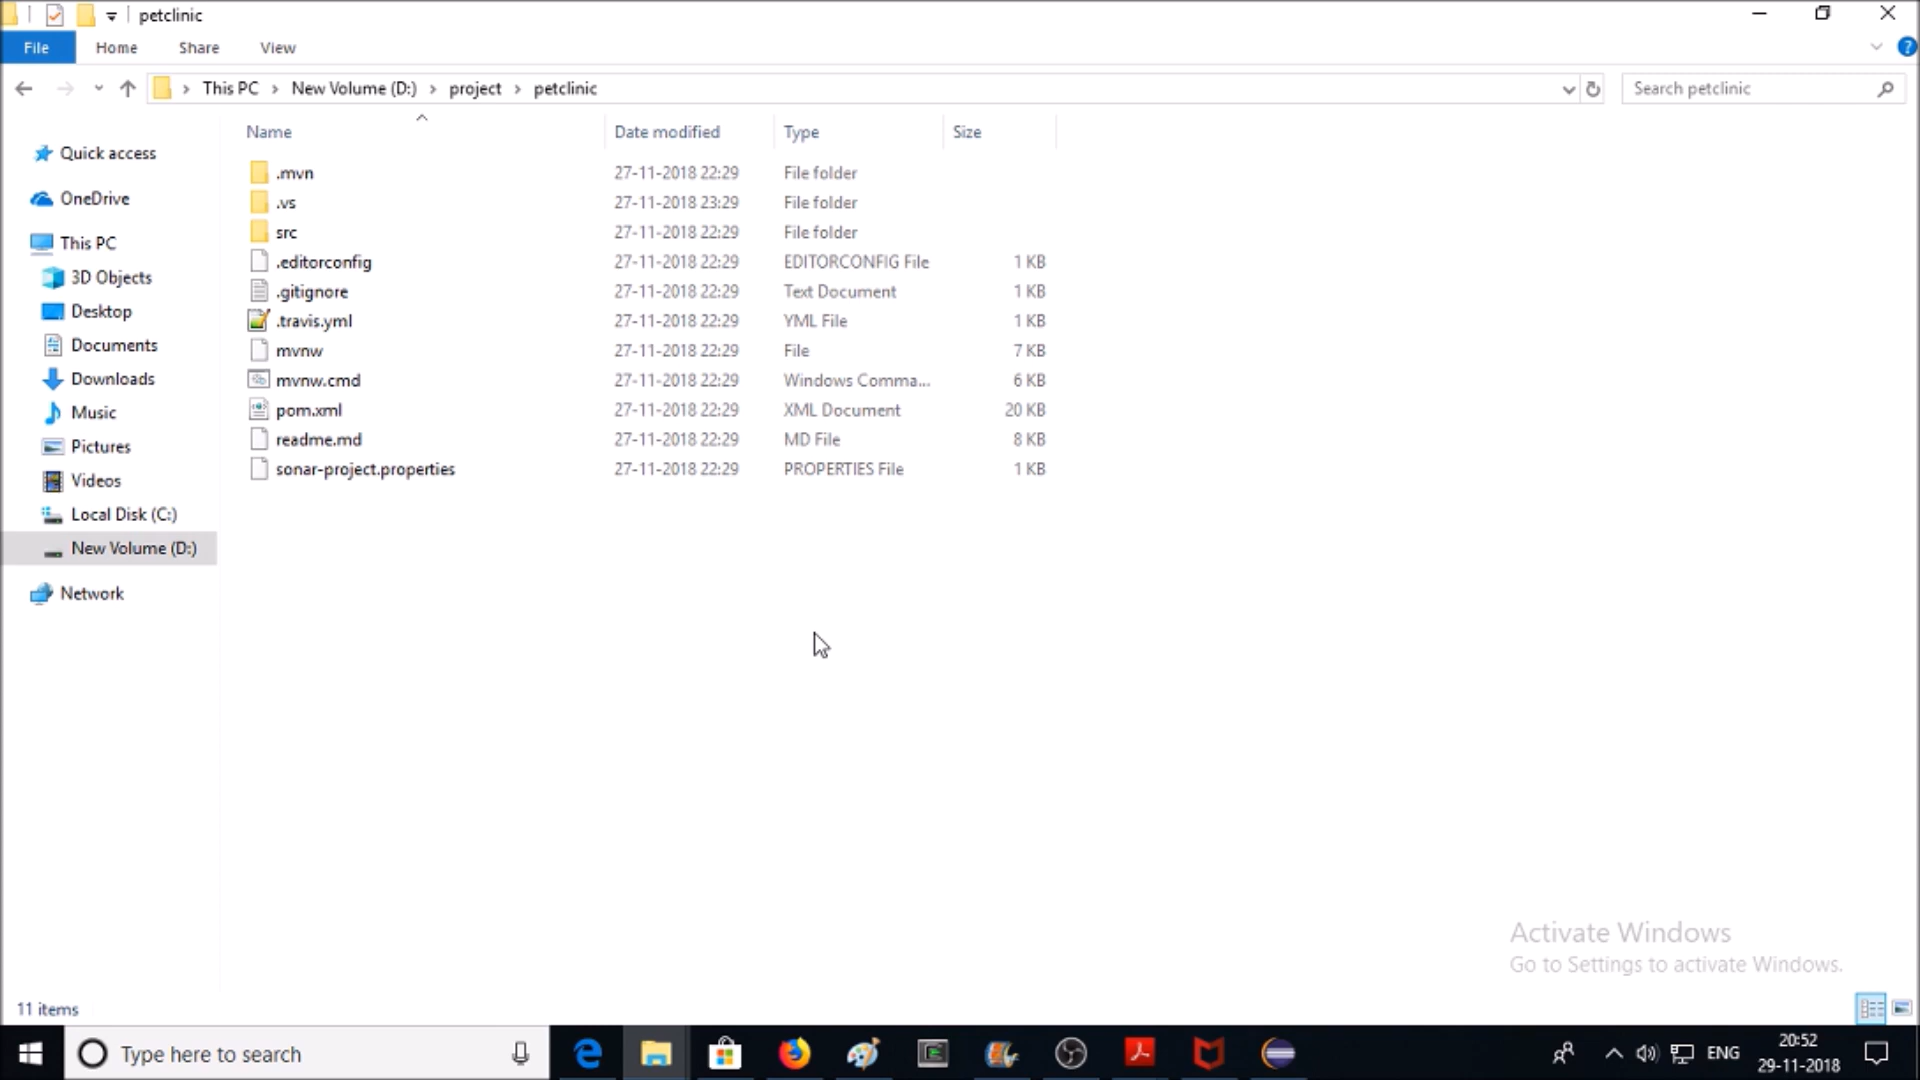 petclinic
File Home Share View
This PC New Volume (D:) project petclinic Search petclinic
Name Date modified Type Size
Quick access
OneDrive
This PC
3D Objects
Desktop
Documents
Downloads
Music
Pictures
Videos
Local Disk (C:)
New Volume (D:)
Network
.mvn 27-11-2018 22:29 File folder
.vs 27-11-2018 23:29 File folder
src 27-11-2018 22:29 File folder
.editorconfig 27-11-2018 22:29 EDITORCONFIG File 1 KB
.gitignore 27-11-2018 22:29 Text Document 1 KB
.travis.yml 27-11-2018 22:29 YML File 1 KB
mvnw 27-11-2018 22:29 File 7 KB
mvnw.cmd 27-11-2018 22:29 Windows Comma... 6 KB
pom.xml 27-11-2018 22:29 XML Document 20 KB
readme.md 27-11-2018 22:29 MD File 8 KB
sonar-project.properties 27-11-2018 22:29 PROPERTIES File 1 KB
Activate Windows
Go to Settings to activate Windows.
11 items
Type here to search
ENG
20:52
29-11-2018